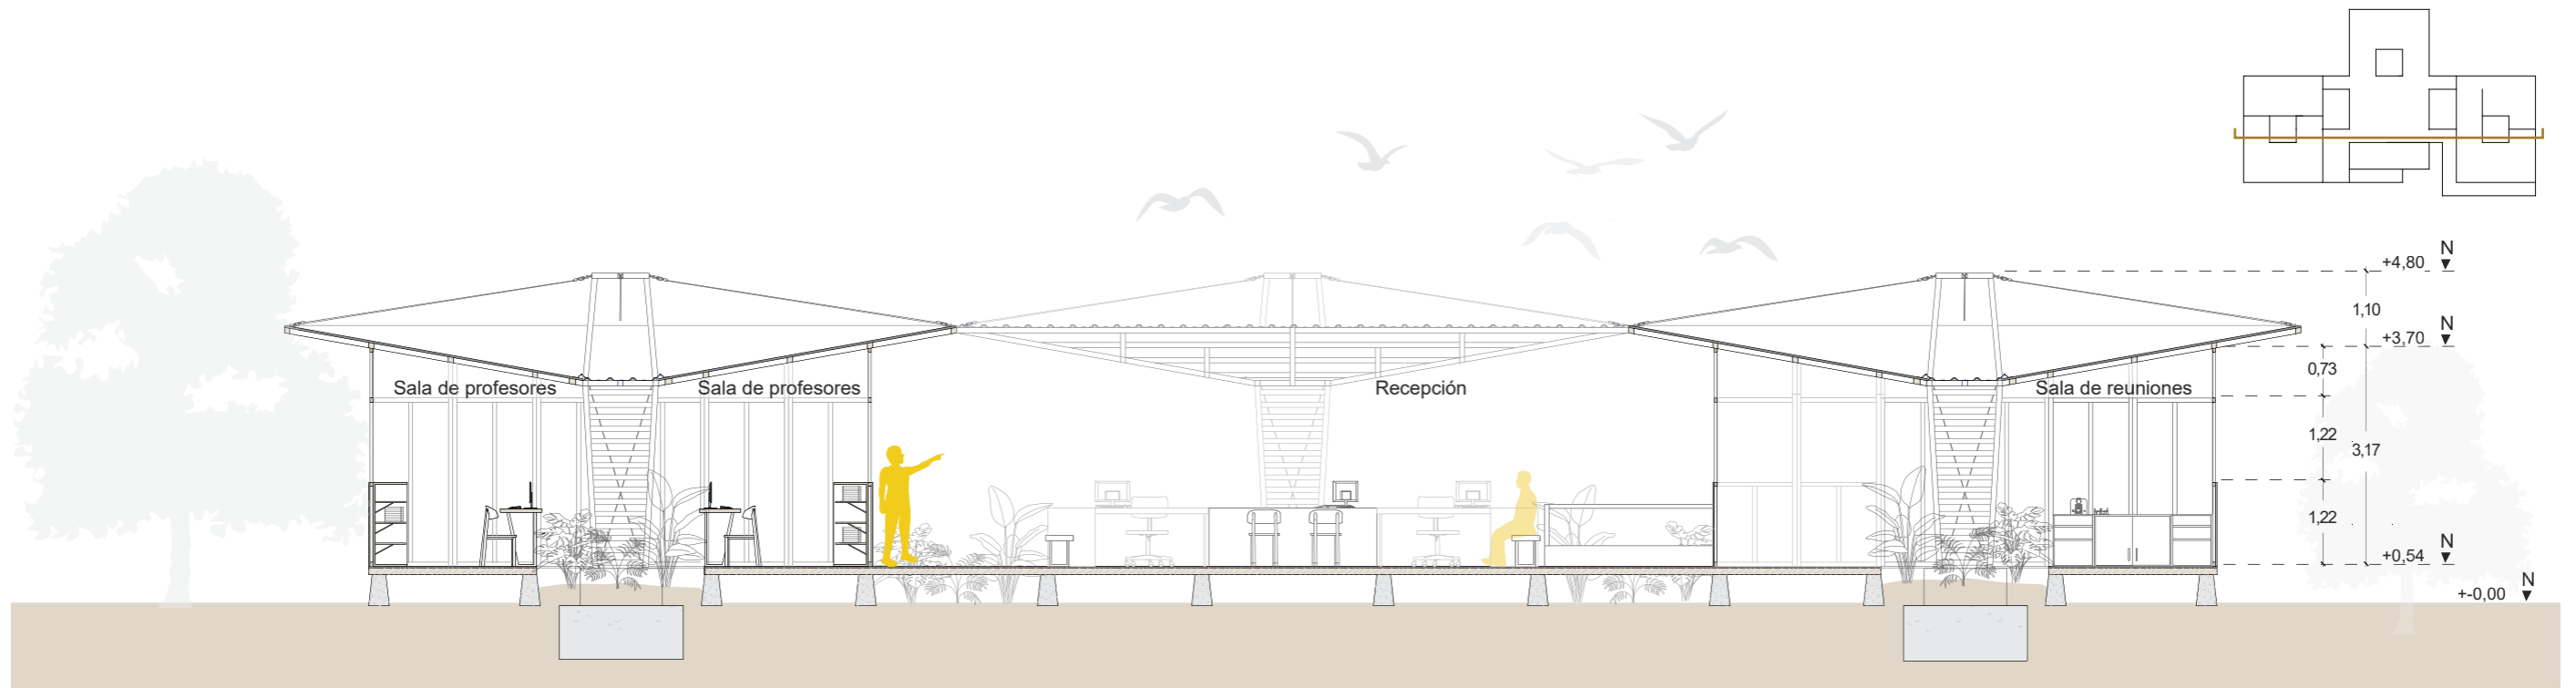 N
+4,80
1,10
N
+3,70
0,73
Sala de profesores
Sala de profesores
Recepción
Sala de reuniones
1,22
3,17
1,22
N
+0,54
N
+-0,00